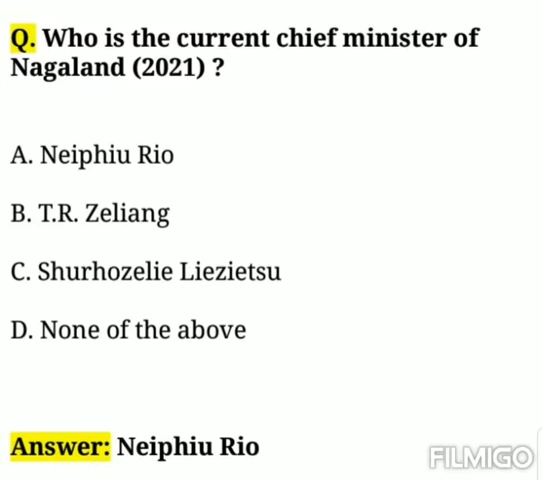 Q. Who is the current chief minister of
Nagaland (2021) ?
A. Neiphiu Rio
B. T.R. Zeliang
C. Shurhozelie Liezietsu
D. None of the above
Answer: Neiphiu Rio
FILMIGO